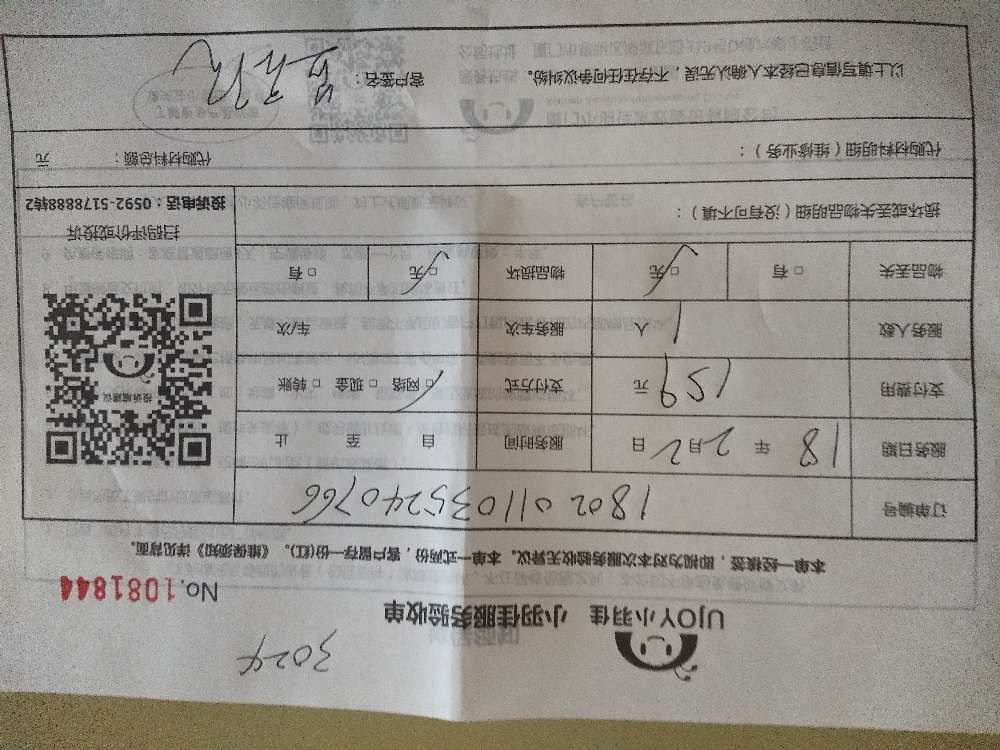 3024
UJOY小羽佳 小羽佳服务验收单
No.1081844
本单一经接签，即视为对本次服务验收无异议。本单一式两份，客户留存一份(红)。《维保须知》详见背面。
订单编号 1802011035240766
服务日期 18 年 2 月 2 日 服务时间 自 至 止
支付费用 159 元 支付方式 □ 网络 □ 现金 □ 转账
服务人数 1 人 服务车次 车/次
投诉或建议
物品丢失 □ 有 □ 无 物品损坏 □ 无 □ 有
损坏或丢失物品明细（没有可不填）：
扫码评价或投诉
投诉电话：0592-5178888转2
代购材料明细（维修业务）： 代购材料总额： 元
以上填写信息已经本人确认无误，不存在任何争议纠纷。 客户签名：